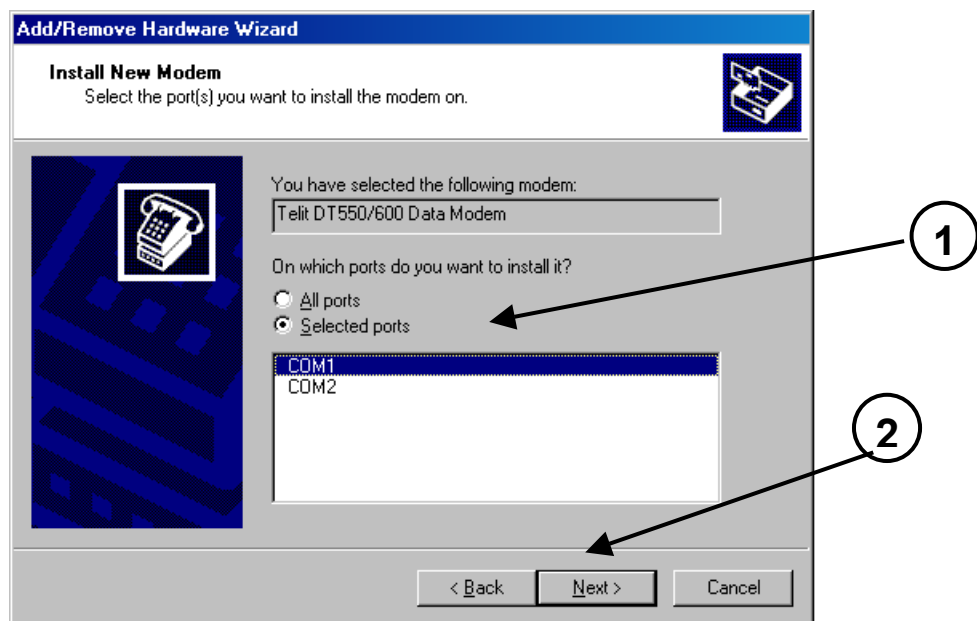 Add/Remove Hardware Wizard
Install New Modem
Select the port(s) you want to install the modem on.
You have selected the following modem:
Telit DT550/600 Data Modem
On which ports do you want to install it?
All ports
Selected ports
COM1
COM2
< Back
Next >
Cancel
1
2